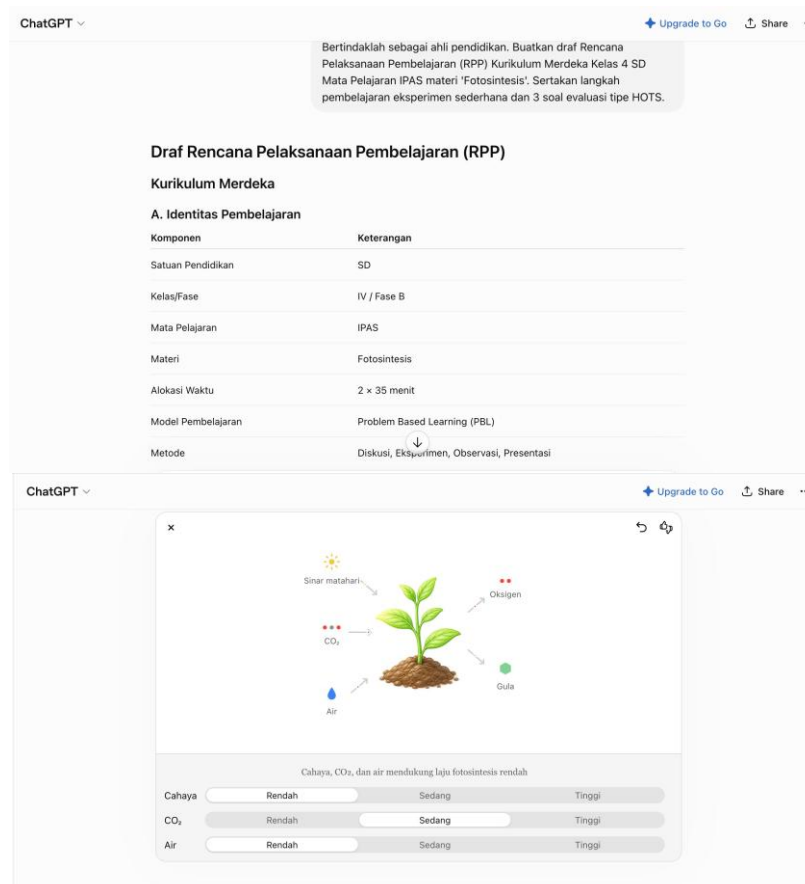 ChatGPT
Upgrade to Go
Share
Bertindaklah sebagai ahli pendidikan. Buatkan draf Rencana
Pelaksanaan Pembelajaran (RPP) Kurikulum Merdeka Kelas 4 SD
Mata Pelajaran IPAS materi 'Fotosintesis'. Sertakan langkah
pembelajaran eksperimen sederhana dan 3 soal evaluasi tipe HOTS.
Draf Rencana Pelaksanaan Pembelajaran (RPP)
Kurikulum Merdeka
A. Identitas Pembelajaran
Komponen Keterangan
Satuan Pendidikan SD
Kelas/Fase IV / Fase B
Mata Pelajaran IPAS
Materi Fotosintesis
Alokasi Waktu 2 × 35 menit
Model Pembelajaran Problem Based Learning (PBL)
Metode Diskusi, Eksperimen, Observasi, Presentasi
ChatGPT
Upgrade to Go
Share
Sinar matahari
Oksigen
CO₂
Gula
Air
Cahaya, CO₂, dan air mendukung laju fotosintesis rendah
Cahaya Rendah Sedang Tinggi
CO₂ Rendah Sedang Tinggi
Air Rendah Sedang Tinggi